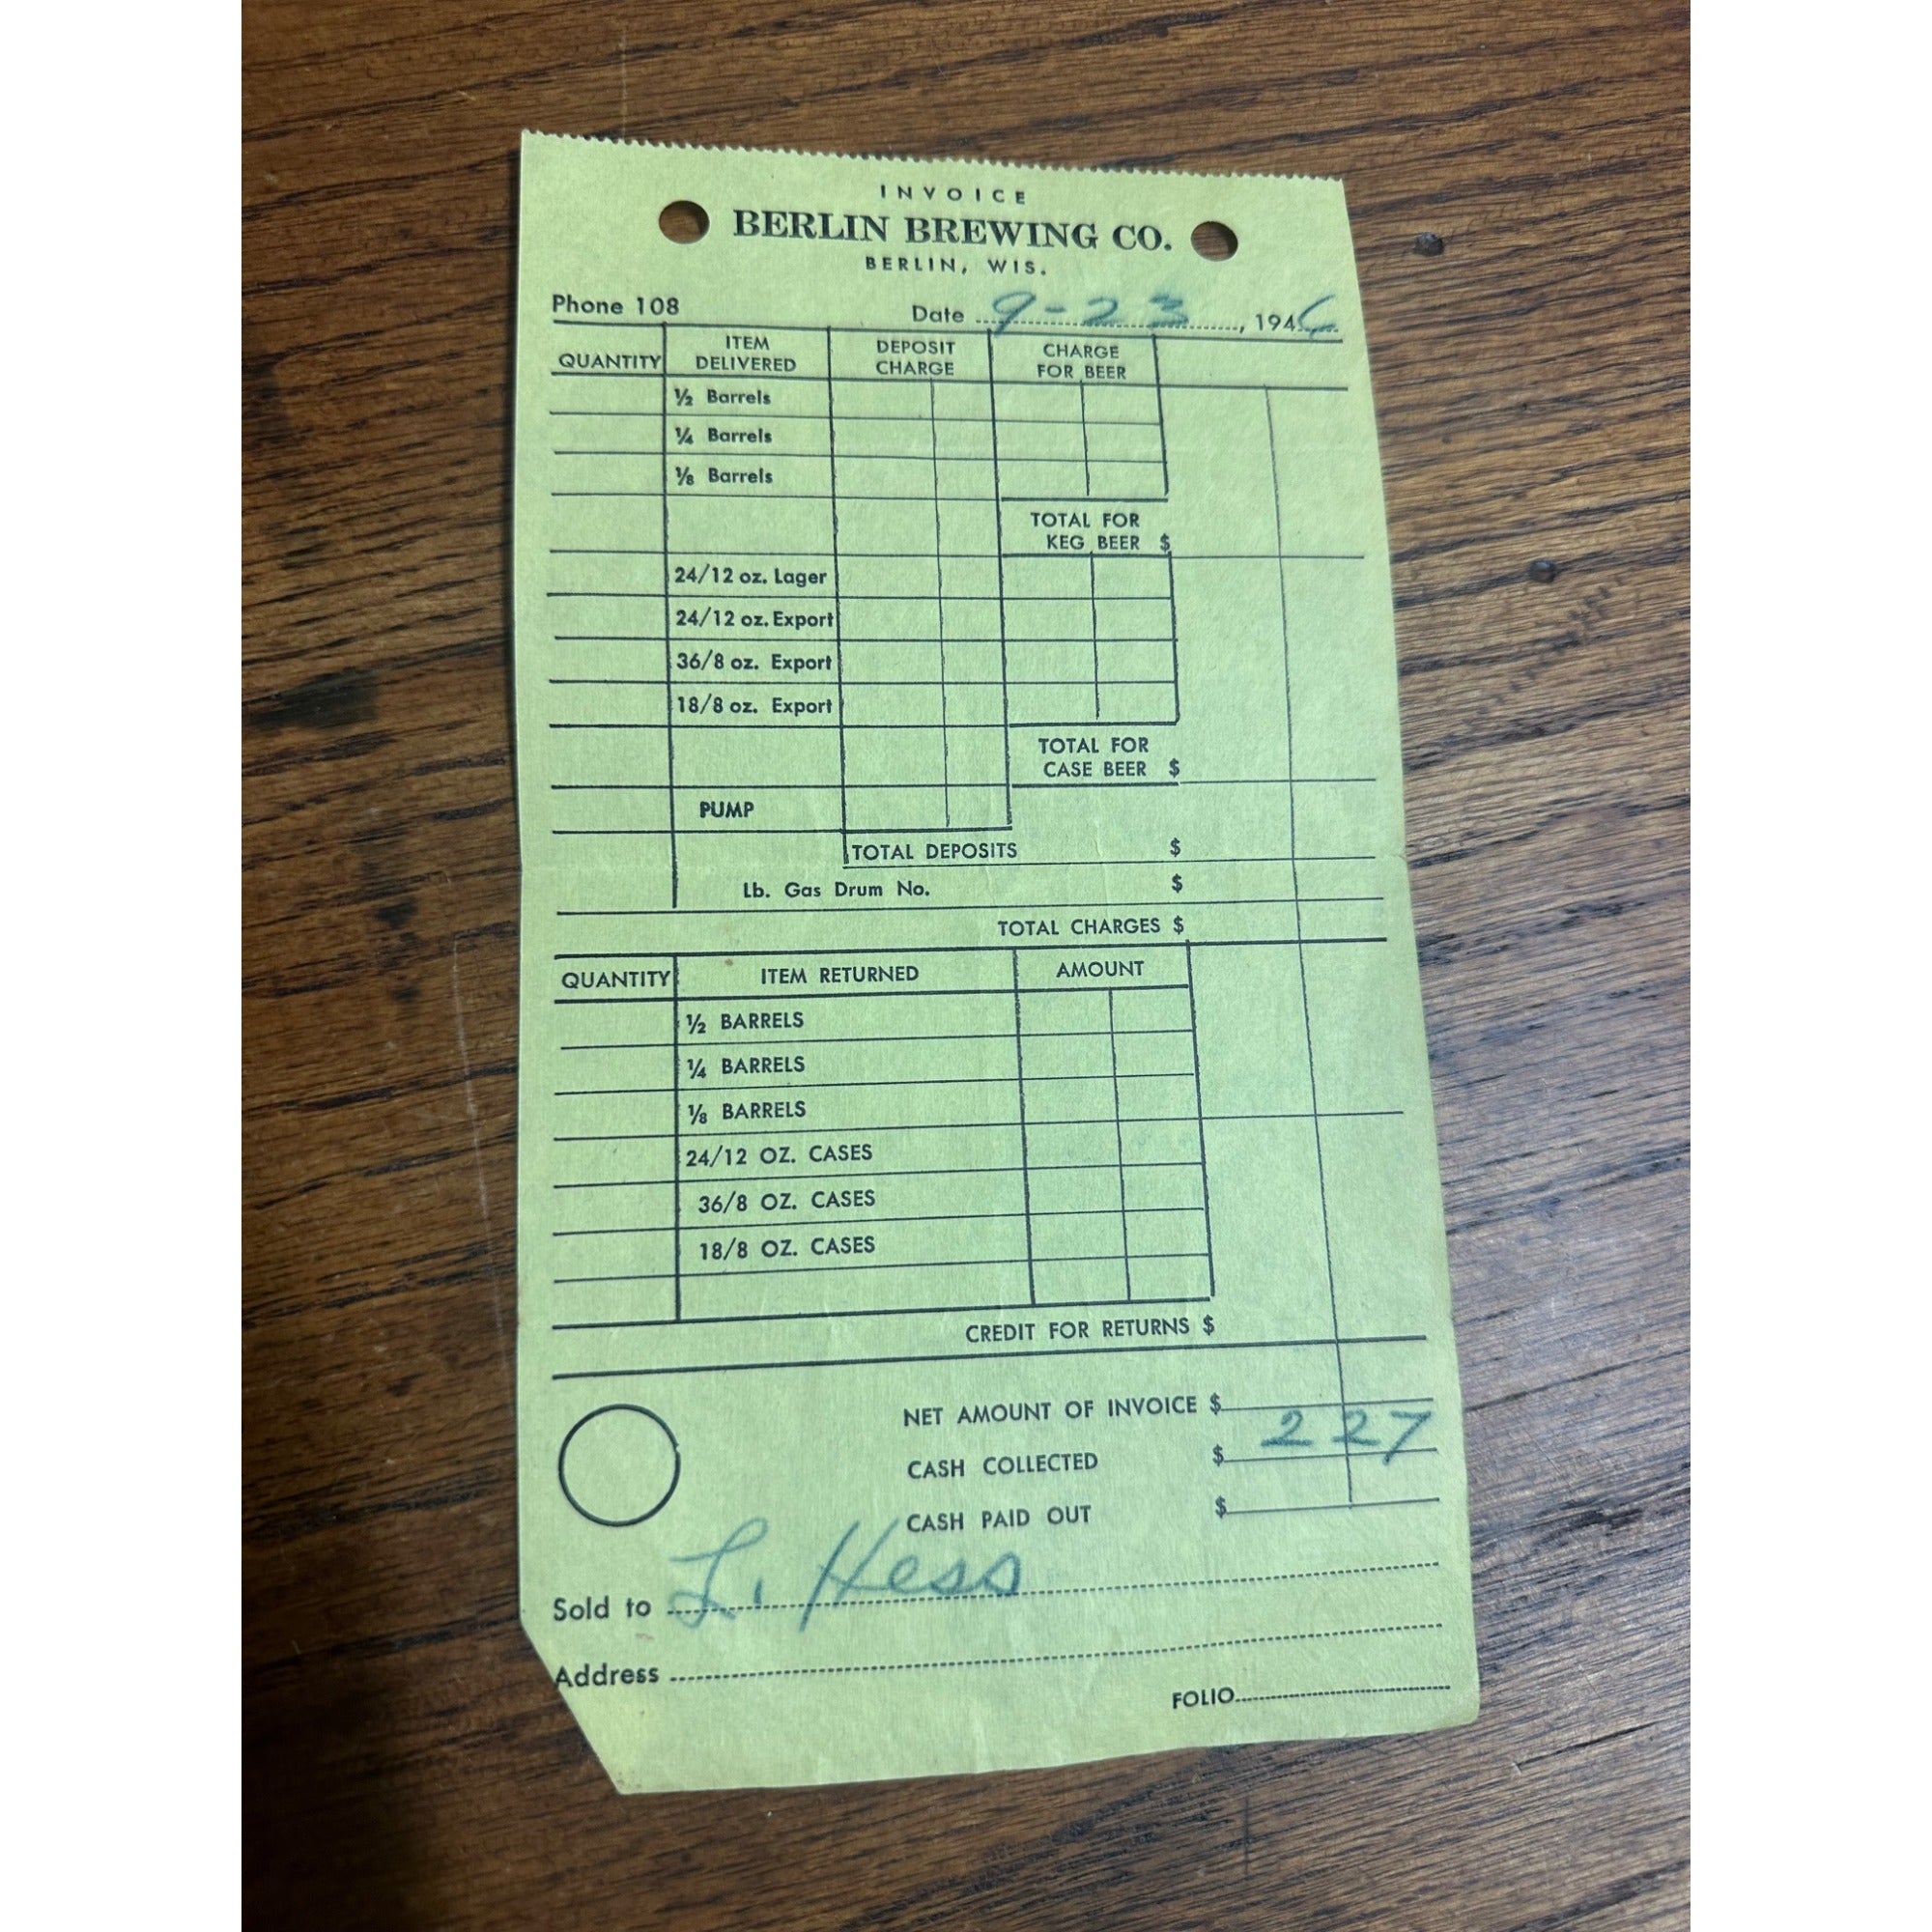 INVOICE
BERLIN BREWING CO.
BERLIN, WIS.
Phone 108 Date 9-23, 1946
QUANTITY ITEM DELIVERED DEPOSIT CHARGE CHARGE FOR BEER
½ Barrels
¼ Barrels
⅛ Barrels
TOTAL FOR
KEG BEER $
24/12 oz. Lager
24/12 oz. Export
36/8 oz. Export
18/8 oz. Export
TOTAL FOR
CASE BEER $
PUMP
TOTAL DEPOSITS $
Lb. Gas Drum No. $
TOTAL CHARGES $
QUANTITY ITEM RETURNED AMOUNT
½ BARRELS
¼ BARRELS
⅛ BARRELS
24/12 OZ. CASES
36/8 OZ. CASES
18/8 OZ. CASES
CREDIT FOR RETURNS $
NET AMOUNT OF INVOICE $
CASH COLLECTED $ 2 27
CASH PAID OUT $
Sold to L. Hess
Address
FOLIO